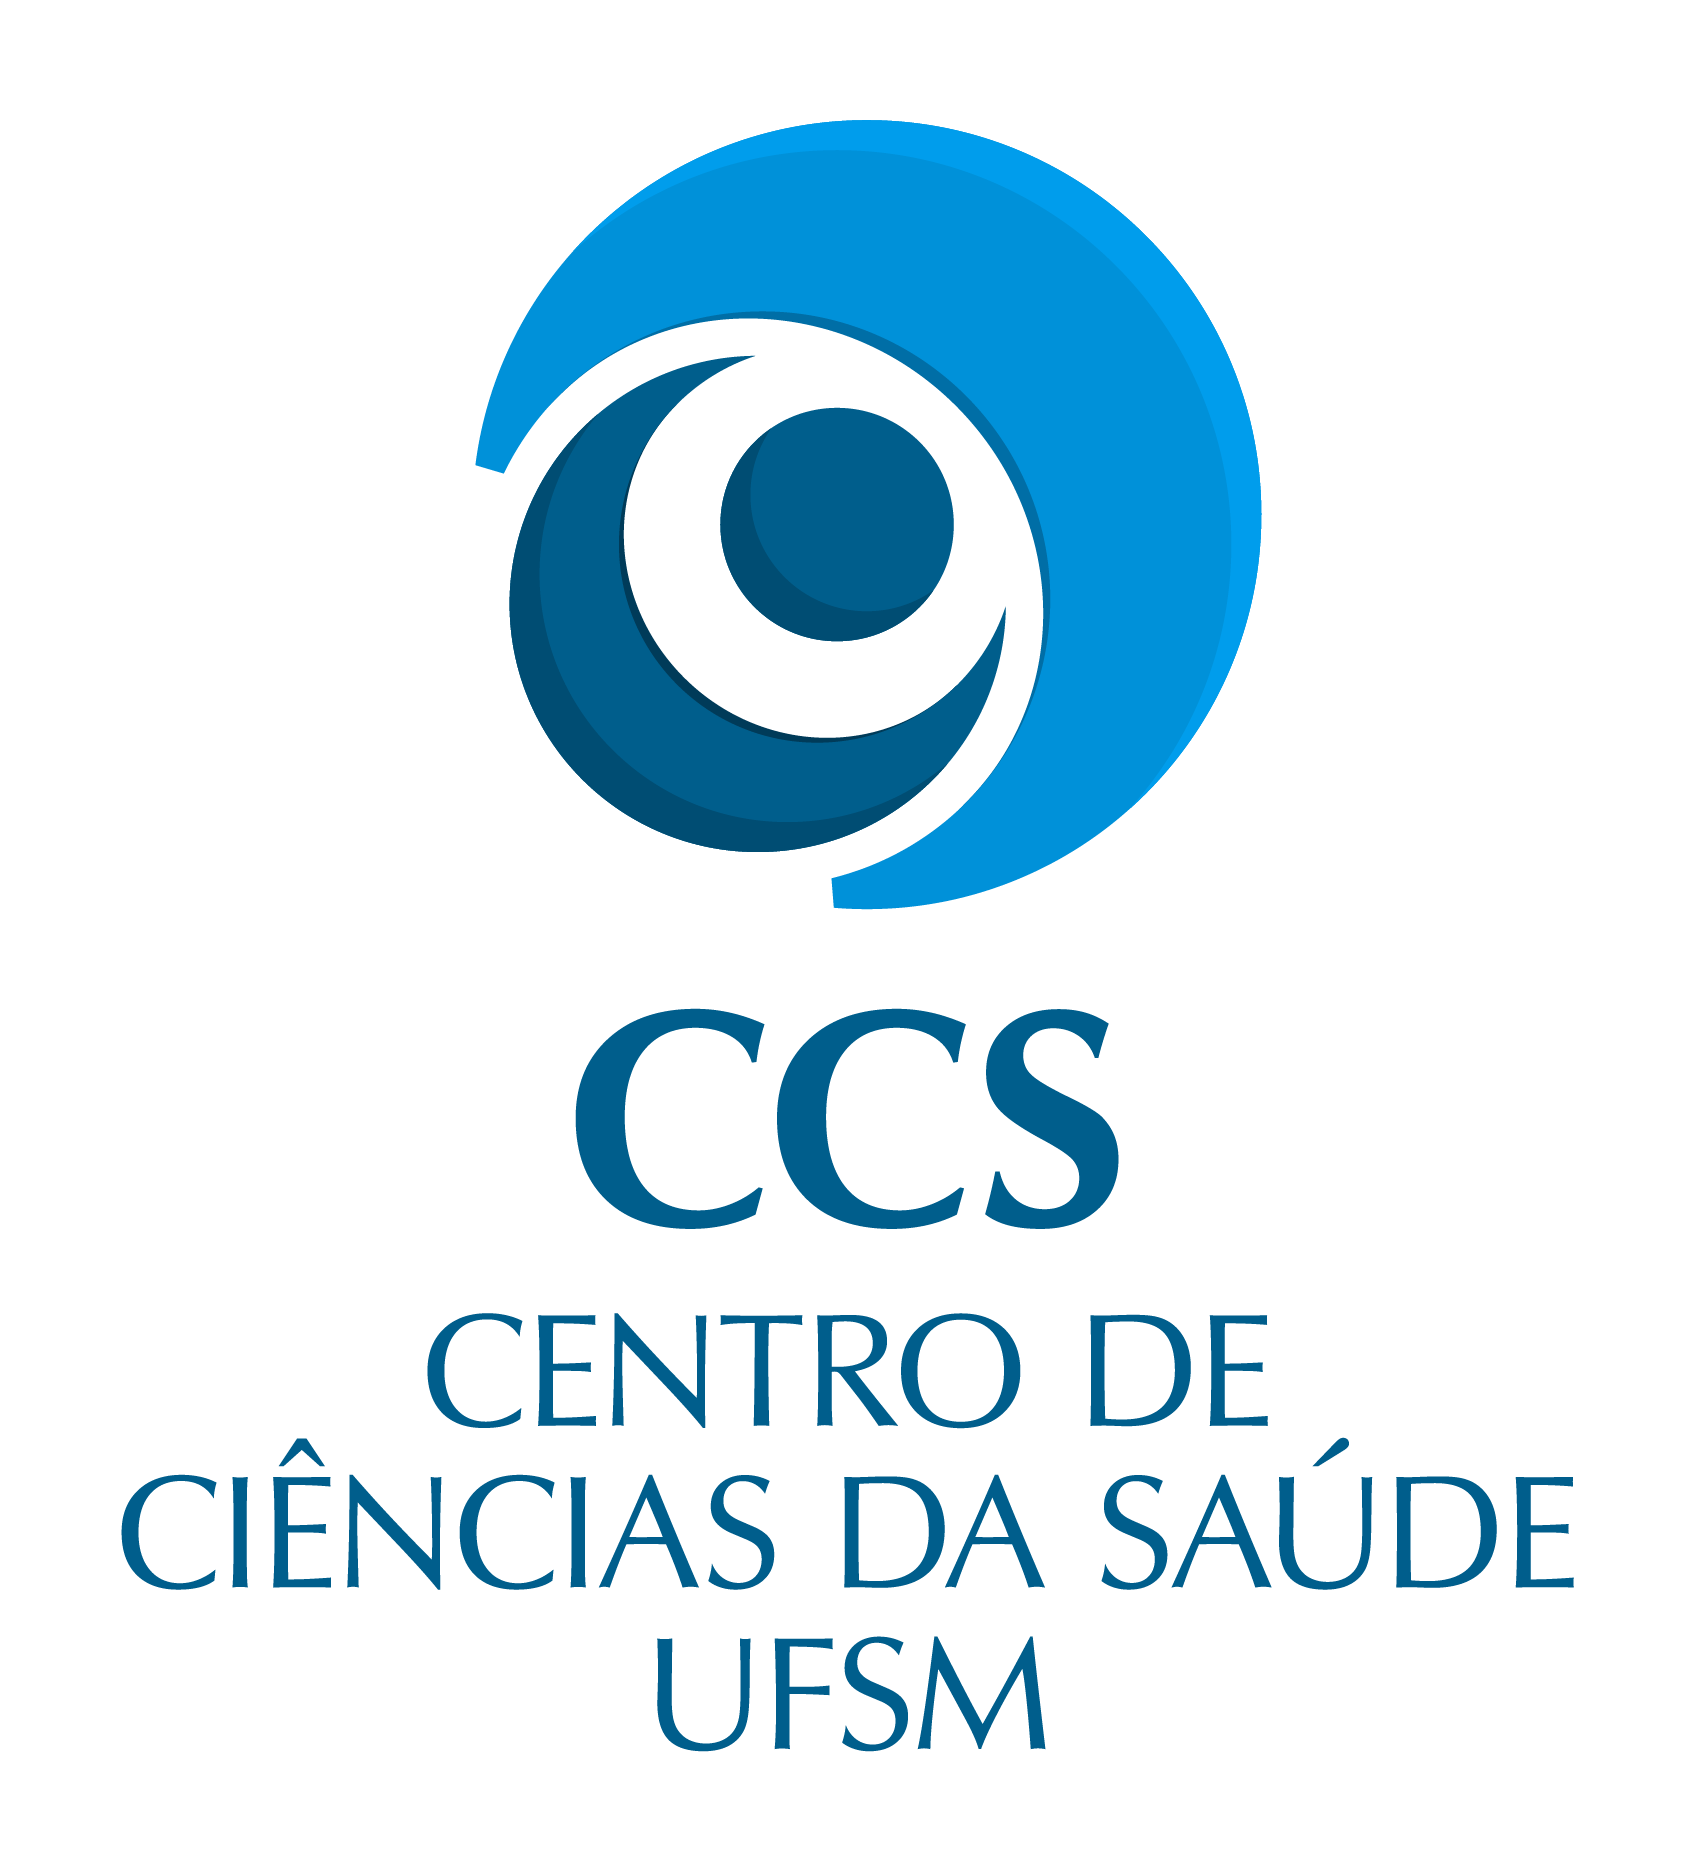 CCS
CENTRO DE
CIÊNCIAS DA SAÚDE
UFSM